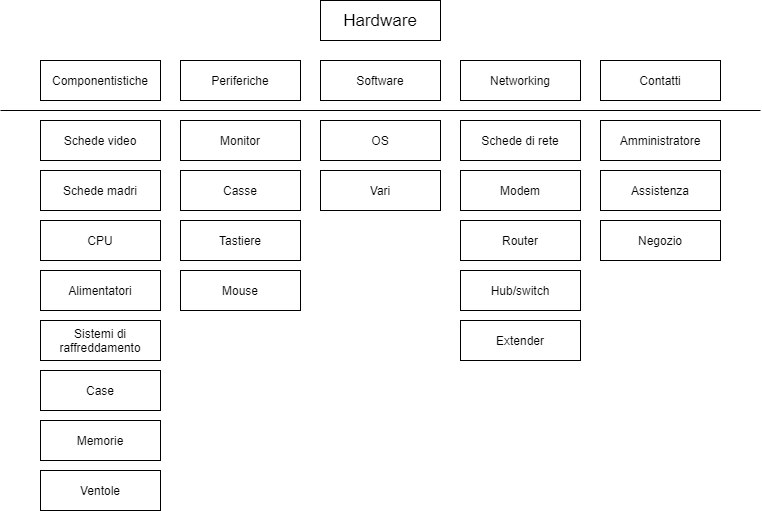 Hardware
Componentistiche
Periferiche
Software
Networking
Contatti
Schede video
Monitor
OS
Schede di rete
Amministratore
Schede madri
Casse
Vari
Modem
Assistenza
CPU
Tastiere
Router
Negozio
Alimentatori
Mouse
Hub/switch
Sistemi di
raffreddamento
Extender
Case
Memorie
Ventole